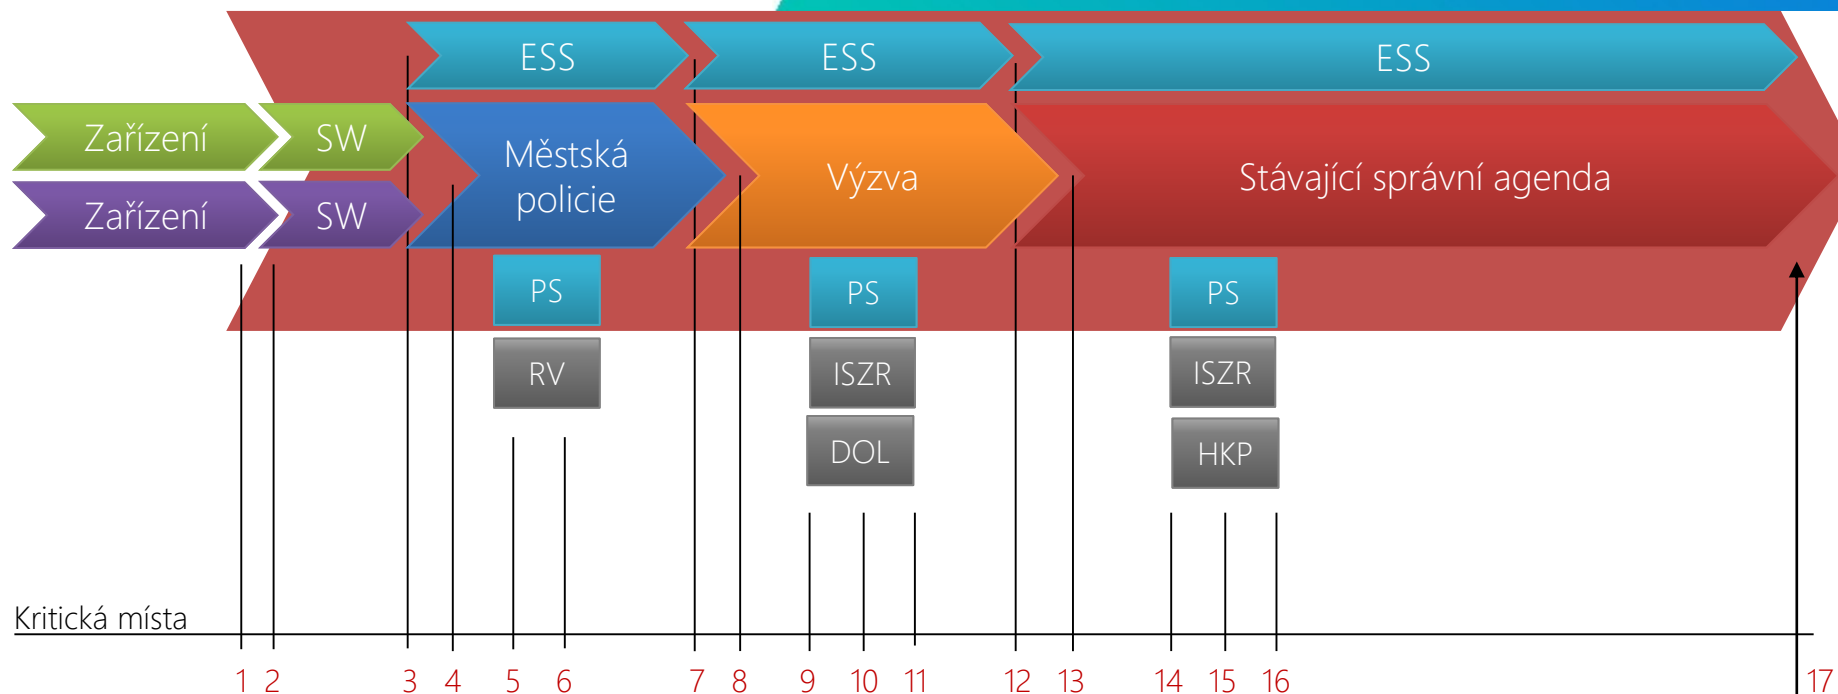 ESS
ESS
ESS
Zařízení
SW
Zařízení
SW
Městská
policie
Výzva
Stávající správní agenda
PS
RV
PS
ISZR
DOL
PS
ISZR
HKP
Kritická místa
1 2 3 4 5 6 7 8 9 10 11 12 13 14 15 16 17